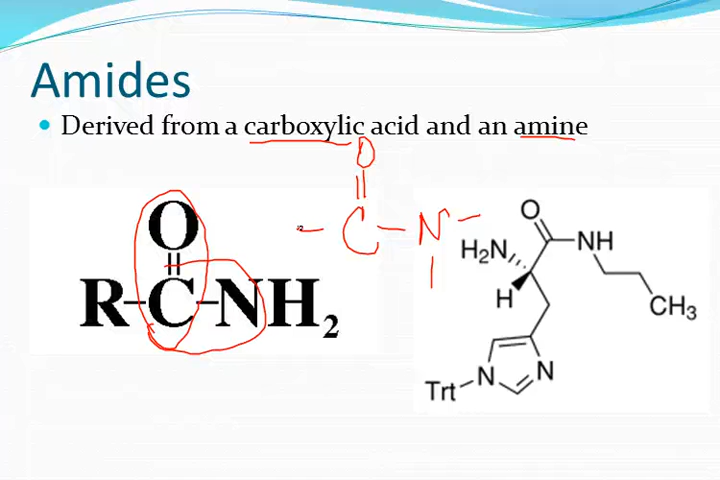 Amides
Derived from a carboxylic acid and an amine
O
R-C-NH2
O
C-N-
O
H2N
NH
H
CH3
Trt
N
N